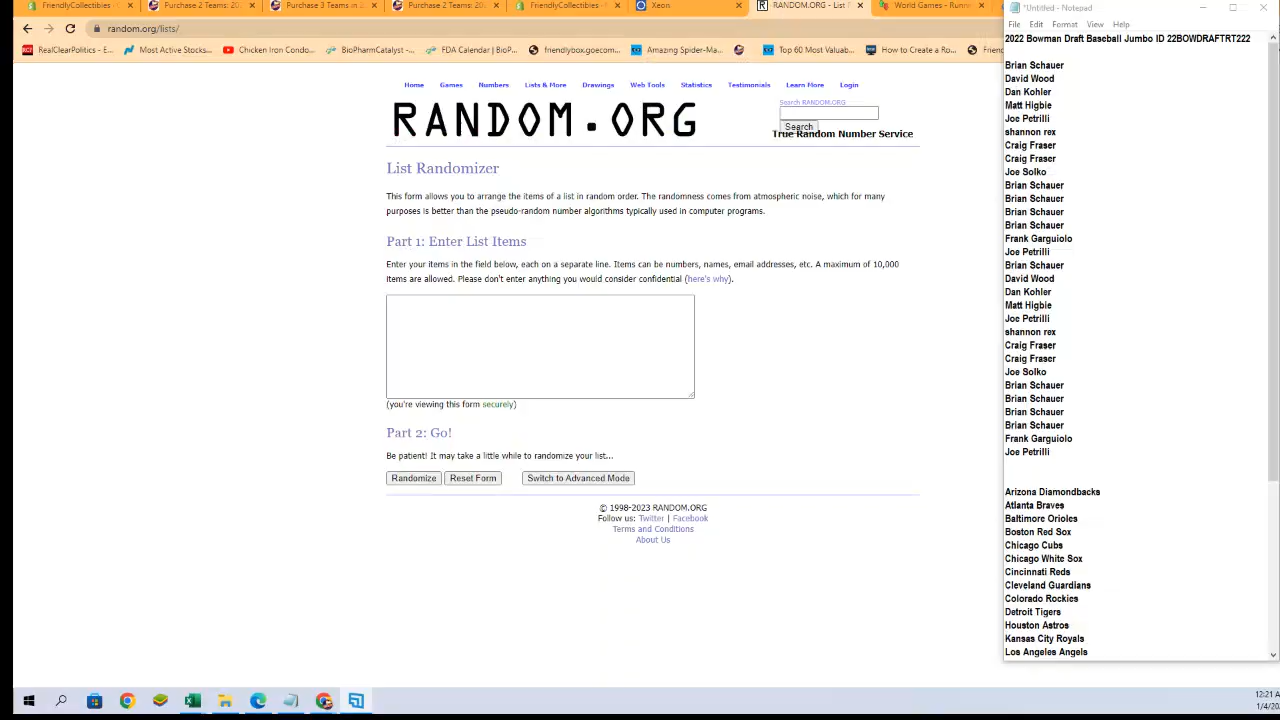 FriendlyCollectibles -
Purchase 2 Teams: 20
Purchase 3 Teams in 2
Purchase 2 Teams: 20
FriendlyCollectibles -
Xeons
RANDOM.ORG - List
World Games - Runn
*Untitled - Notepad
random.org/lists/
RealClearPolitics - E...
Most Active Stocks...
Chicken Iron Condo...
BioPharmCatalyst -...
FDA Calendar | BioP...
friendlybox.goecom...
Amazing Spider-Ma...
Top 60 Most Valuab...
How to Create a Ro...
Friend
File Edit Format View Help
Home Games Numbers Lists & More Drawings Web Tools Statistics Testimonials Learn More Login
RANDOM.ORG
Search RANDOM.ORG
Search
True Random Number Service
List Randomizer
This form allows you to arrange the items of a list in random order. The randomness comes from atmospheric noise, which for many
purposes is better than the pseudo-random number algorithms typically used in computer programs.
Part 1: Enter List Items
Enter your items in the field below, each on a separate line. Items can be numbers, names, email addresses, etc. A maximum of 10,000
items are allowed. Please don't enter anything you would consider confidential (here's why).
(you're viewing this form securely)
Part 2: Go!
Be patient! It may take a little while to randomize your list...
Randomize Reset Form Switch to Advanced Mode
© 1998-2023 RANDOM.ORG
Follow us: Twitter | Facebook
Terms and Conditions
About Us
2022 Bowman Draft Baseball Jumbo ID 22BOWDRAFTRT222
Brian Schauer
David Wood
Dan Kohler
Matt Higbie
Joe Petrilli
shannon rex
Craig Fraser
Craig Fraser
Joe Solko
Brian Schauer
Brian Schauer
Brian Schauer
Brian Schauer
Frank Garguiolo
Joe Petrilli
Brian Schauer
David Wood
Dan Kohler
Matt Higbie
Joe Petrilli
shannon rex
Craig Fraser
Craig Fraser
Joe Solko
Brian Schauer
Brian Schauer
Brian Schauer
Brian Schauer
Frank Garguiolo
Joe Petrilli
Arizona Diamondbacks
Atlanta Braves
Baltimore Orioles
Boston Red Sox
Chicago Cubs
Chicago White Sox
Cincinnati Reds
Cleveland Guardians
Colorado Rockies
Detroit Tigers
Houston Astros
Kansas City Royals
Los Angeles Angels
12:21 A
1/4/20